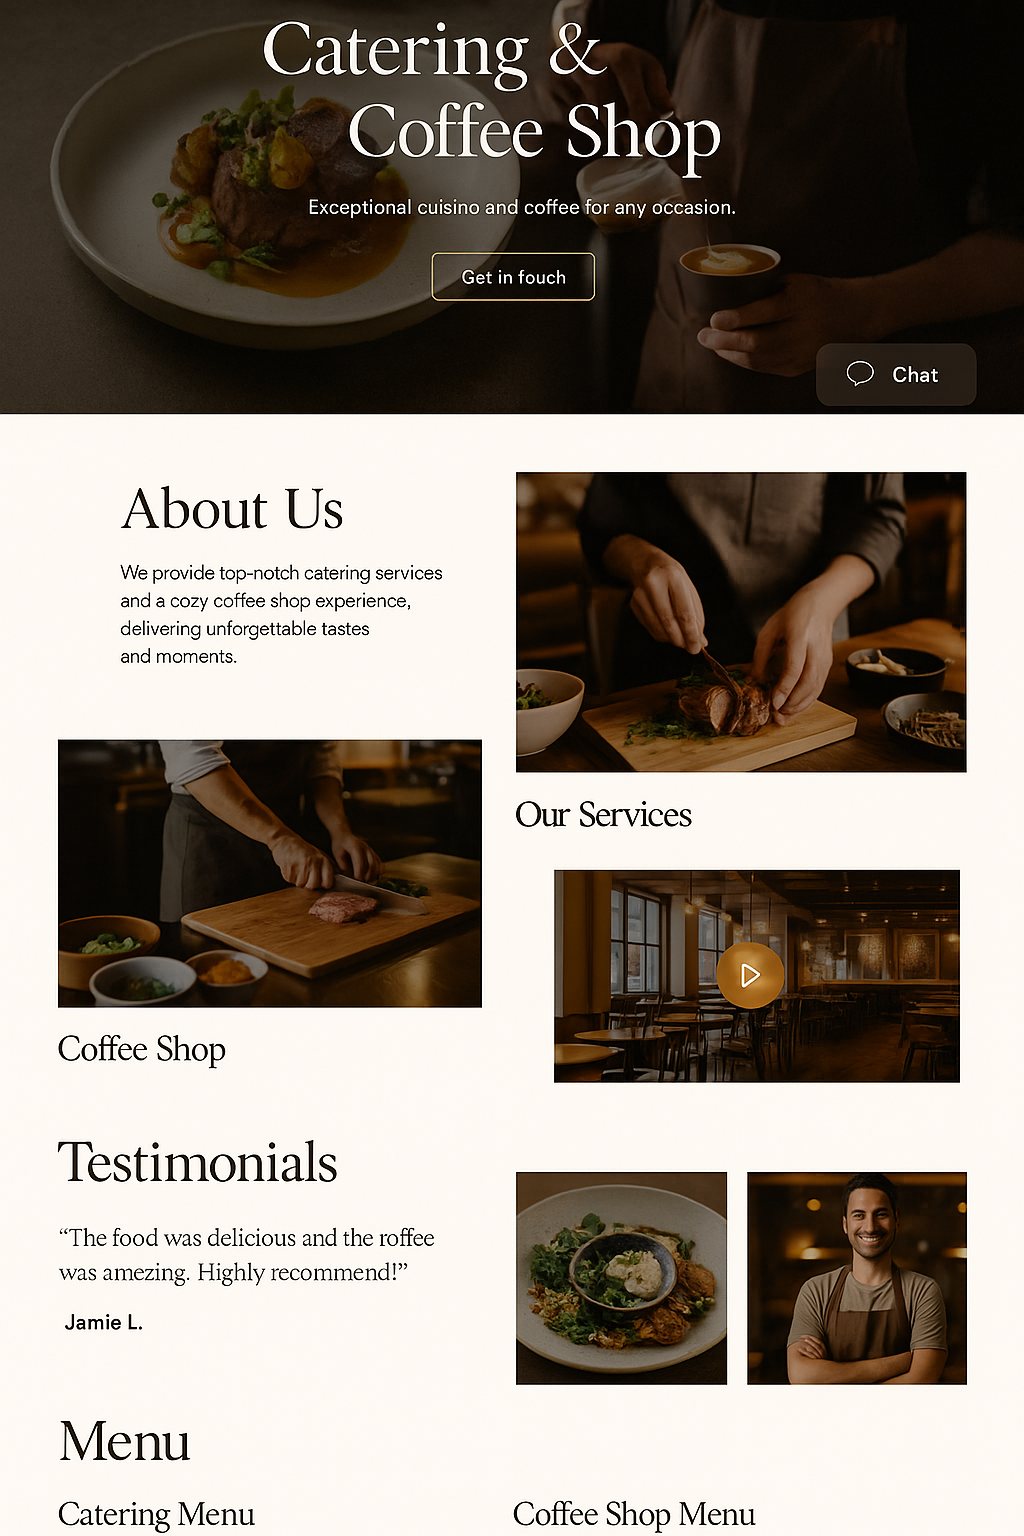 Catering &
Coffee Shop
Exceptional cuisino and coffee for any occasion.
Get in fouch
Chat
About Us
We provide top-notch catering services
and a cozy coffee shop experience,
delivering unforgettable tastes
and moments.
Our Services
Coffee Shop
Testimonials
“The food was delicious and the roffee
was amezing. Highly recommend!”
Jamie L.
Menu
Catering Menu
Coffee Shop Menu